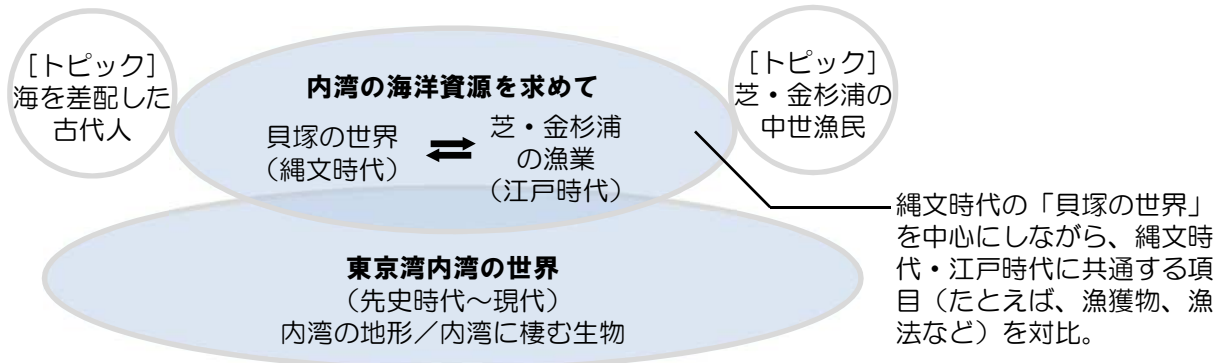 [トピック]
海を差配した
古代人
内湾の海洋資源を求めて
貝塚の世界
（縄文時代）
芝・金杉浦
の漁業
（江戸時代）
[トピック]
芝・金杉浦の
中世漁民
縄文時代の「貝塚の世界」
を中心にしながら、縄文時
代・江戸時代に共通する項
目（たとえば、漁獲物、漁
法など）を対比。
東京湾内湾の世界
（先史時代～現代）
内湾の地形／内湾に棲む生物